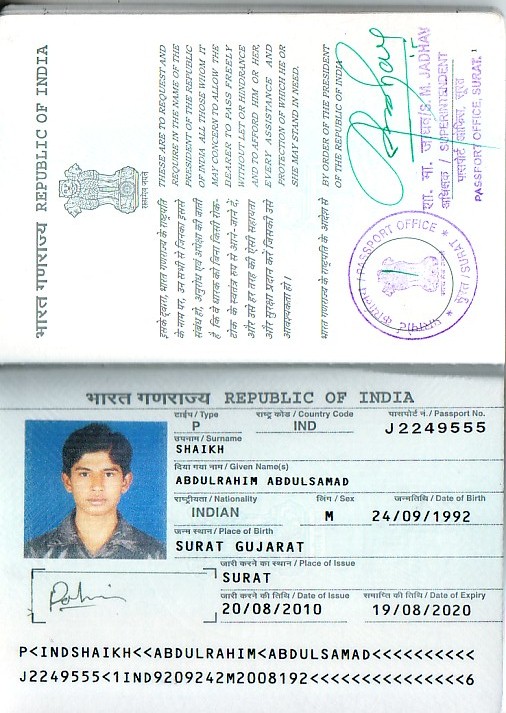 भारत गणराज्य REPUBLIC OF INDIA
सत्यमेव जयते
THESE ARE TO REQUEST AND
REQUIRE IN THE NAME OF THE
PRESIDENT OF THE REPUBLIC
OF INDIA ALL THOSE WHOM IT
MAY CONCERN TO ALLOW THE
BEARER TO PASS FREELY
WITHOUT LET OR HINDRANCE
AND TO AFFORD HIM OR HER,
EVERY ASSISTANCE AND
PROTECTION OF WHICH HE OR
SHE MAY STAND IN NEED.
BY ORDER OF THE PRESIDENT
OF THE REPUBLIC OF INDIA
इसके द्वारा, भारत गणराज्य के राष्ट्रपति
के नाम पर, उन सभी से जिनका इससे
संबंध हो, अनुरोध एवं अपेक्षा की जाती
है कि वे धारक को बिना किसी रोक-
टोक के स्वतंत्र रूप से आने-जाने दें,
और उसे हर तरह की ऐसी सहायता
और सुरक्षा प्रदान करें जिसकी उसे
आवश्यकता हो।
भारत गणराज्य के राष्ट्रपति के आदेश से
शा. मा. जाधव/S. M. JADHAV
अधिक्षक / SUPERINTENDENT
पासपोर्ट ऑफिस, सूरत
PASSPORT OFFICE, SURAT.
1
PASSPORT OFFICE * सूरत/SURAT *
भारत गणराज्य REPUBLIC OF INDIA
टाईप / Type राष्ट्र कोड / Country Code पासपोर्ट नं. / Passport No.
P IND J2249555
उपनाम / Surname
SHAIKH
दिया गया नाम / Given Name(s)
ABDULRAHIM ABDULSAMAD
राष्ट्रीयता / Nationality लिंग / Sex जन्मतिथि / Date of Birth
INDIAN M 24/09/1992
जन्म स्थान / Place of Birth
SURAT GUJARAT
जारी करने का स्थान / Place of Issue
SURAT
जारी करने की तिथि / Date of Issue समाप्ति की तिथि / Date of Expiry
20/08/2010 19/08/2020
P<INDSHAIKH<<ABDULRAHIM<ABDULSAMAD<<<<<<<<<<
J2249555<1IND9209242M2008192<<<<<<<<<<<<<<<6